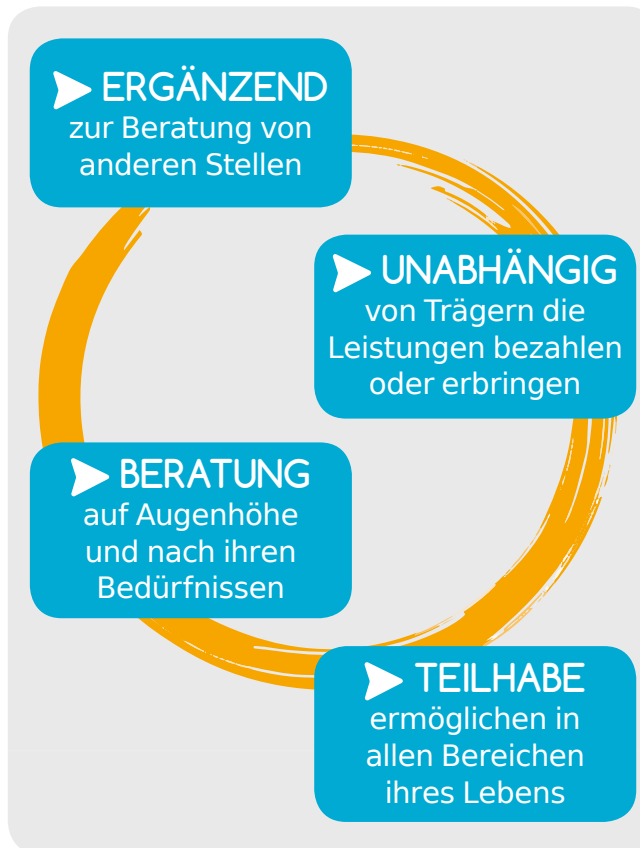 ERGÄNZEND
zur Beratung von
anderen Stellen
UNABHÄNGIG
von Trägern die
Leistungen bezahlen
oder erbringen
BERATUNG
auf Augenhöhe
und nach ihren
Bedürfnissen
TEILHABE
ermöglichen in
allen Bereichen
ihres Lebens